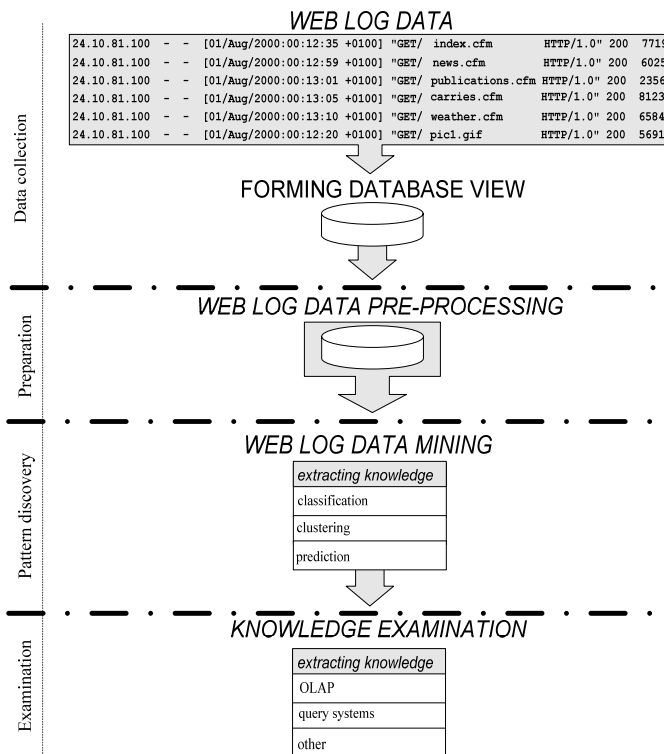 WEB LOG DATA
24.10.81.100 - - [01/Aug/2000:00:12:35 +0100] "GET/ index.cfm HTTP/1.0" 200 7719
24.10.81.100 - - [01/Aug/2000:00:12:59 +0100] "GET/ news.cfm HTTP/1.0" 200 6025
24.10.81.100 - - [01/Aug/2000:00:13:01 +0100] "GET/ publications.cfm HTTP/1.0" 200 2356
24.10.81.100 - - [01/Aug/2000:00:13:05 +0100] "GET/ carries.cfm HTTP/1.0" 200 8123
24.10.81.100 - - [01/Aug/2000:00:13:10 +0100] "GET/ weather.cfm HTTP/1.0" 200 6584
24.10.81.100 - - [01/Aug/2000:00:12:20 +0100] "GET/ pic1.gif HTTP/1.0" 200 5691
Data collection
FORMING DATABASE VIEW
WEB LOG DATA PRE-PROCESSING
Preparation
WEB LOG DATA MINING
Pattern discovery
extracting knowledge
classification
clustering
prediction
KNOWLEDGE EXAMINATION
Examination
extracting knowledge
OLAP
query systems
other